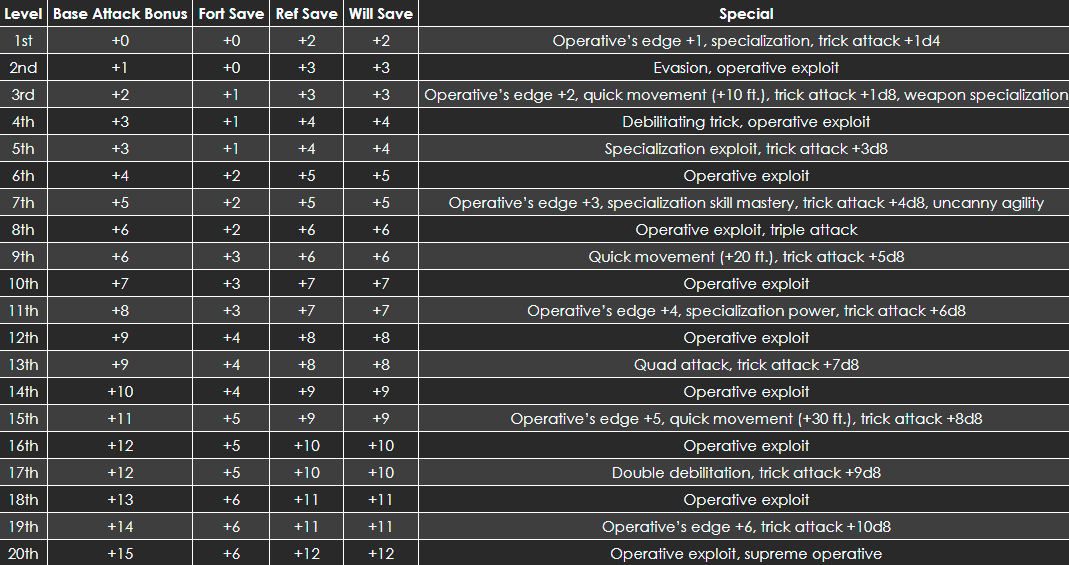 Level Base Attack Bonus Fort Save Ref Save Will Save Special
1st +0 +0 +2 +2 Operative’s edge +1, specialization, trick attack +1d4
2nd +1 +0 +3 +3 Evasion, operative exploit
3rd +2 +1 +3 +3 Operative’s edge +2, quick movement (+10 ft.), trick attack +1d8, weapon specialization
4th +3 +1 +4 +4 Debilitating trick, operative exploit
5th +3 +1 +4 +4 Specialization exploit, trick attack +3d8
6th +4 +2 +5 +5 Operative exploit
7th +5 +2 +5 +5 Operative’s edge +3, specialization skill mastery, trick attack +4d8, uncanny agility
8th +6 +2 +6 +6 Operative exploit, triple attack
9th +6 +3 +6 +6 Quick movement (+20 ft.), trick attack +5d8
10th +7 +3 +7 +7 Operative exploit
11th +8 +3 +7 +7 Operative’s edge +4, specialization power, trick attack +6d8
12th +9 +4 +8 +8 Operative exploit
13th +9 +4 +8 +8 Quad attack, trick attack +7d8
14th +10 +4 +9 +9 Operative exploit
15th +11 +5 +9 +9 Operative’s edge +5, quick movement (+30 ft.), trick attack +8d8
16th +12 +5 +10 +10 Operative exploit
17th +12 +5 +10 +10 Double debilitation, trick attack +9d8
18th +13 +6 +11 +11 Operative exploit
19th +14 +6 +11 +11 Operative’s edge +6, trick attack +10d8
20th +15 +6 +12 +12 Operative exploit, supreme operative